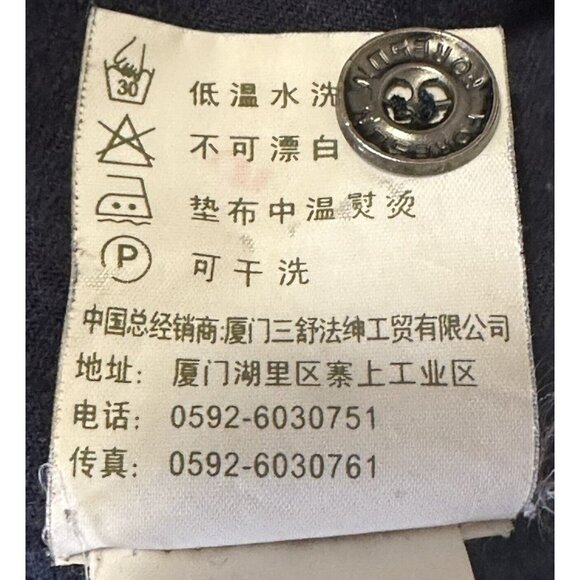 30
低温水洗
不可漂白
垫布中温熨烫
P
可干洗
中国总经销商:厦门三舒法绅工贸有限公司
地址: 厦门湖里区寨上工业区
电话: 0592-6030751
传真: 0592-6030761